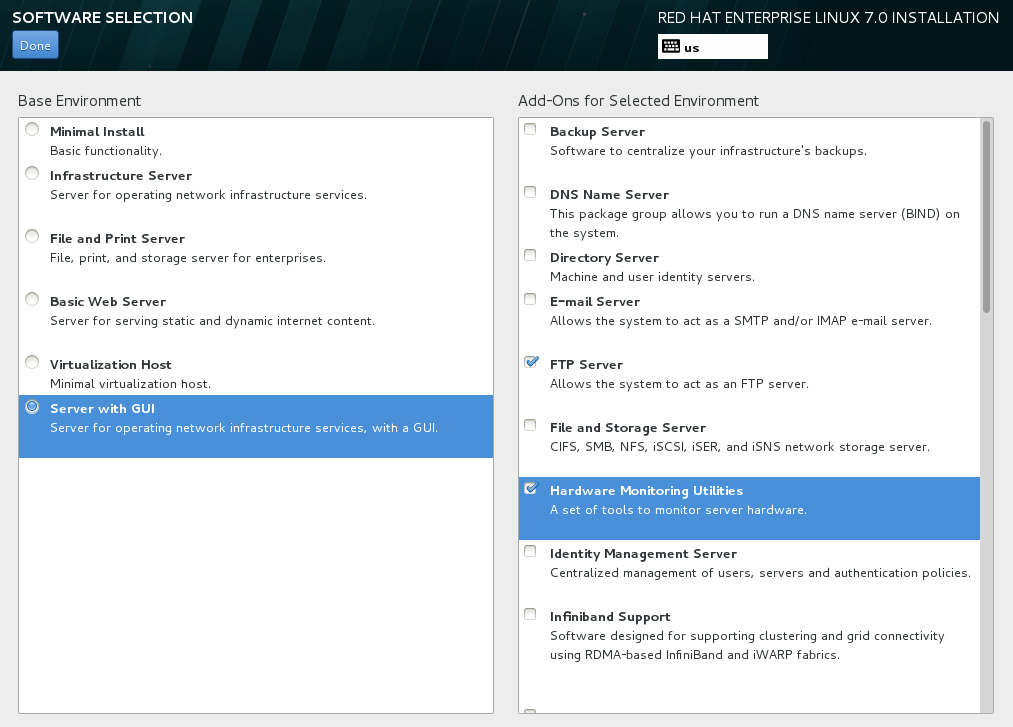 SOFTWARE SELECTION
RED HAT ENTERPRISE LINUX 7.0 INSTALLATION
Done
us
Base Environment
Minimal Install
Basic functionality.
Infrastructure Server
Server for operating network infrastructure services.
File and Print Server
File, print, and storage server for enterprises.
Basic Web Server
Server for serving static and dynamic internet content.
Virtualization Host
Minimal virtualization host.
Server with GUI
Server for operating network infrastructure services, with a GUI.
Add-Ons for Selected Environment
Backup Server
Software to centralize your infrastructure's backups.
DNS Name Server
This package group allows you to run a DNS name server (BIND) on
the system.
Directory Server
Machine and user identity servers.
E-mail Server
Allows the system to act as a SMTP and/or IMAP e-mail server.
FTP Server
Allows the system to act as an FTP server.
File and Storage Server
CIFS, SMB, NFS, iSCSI, iSER, and iSNS network storage server.
Hardware Monitoring Utilities
A set of tools to monitor server hardware.
Identity Management Server
Centralized management of users, servers and authentication policies.
Infiniband Support
Software designed for supporting clustering and grid connectivity
using RDMA-based InfiniBand and iWARP fabrics.